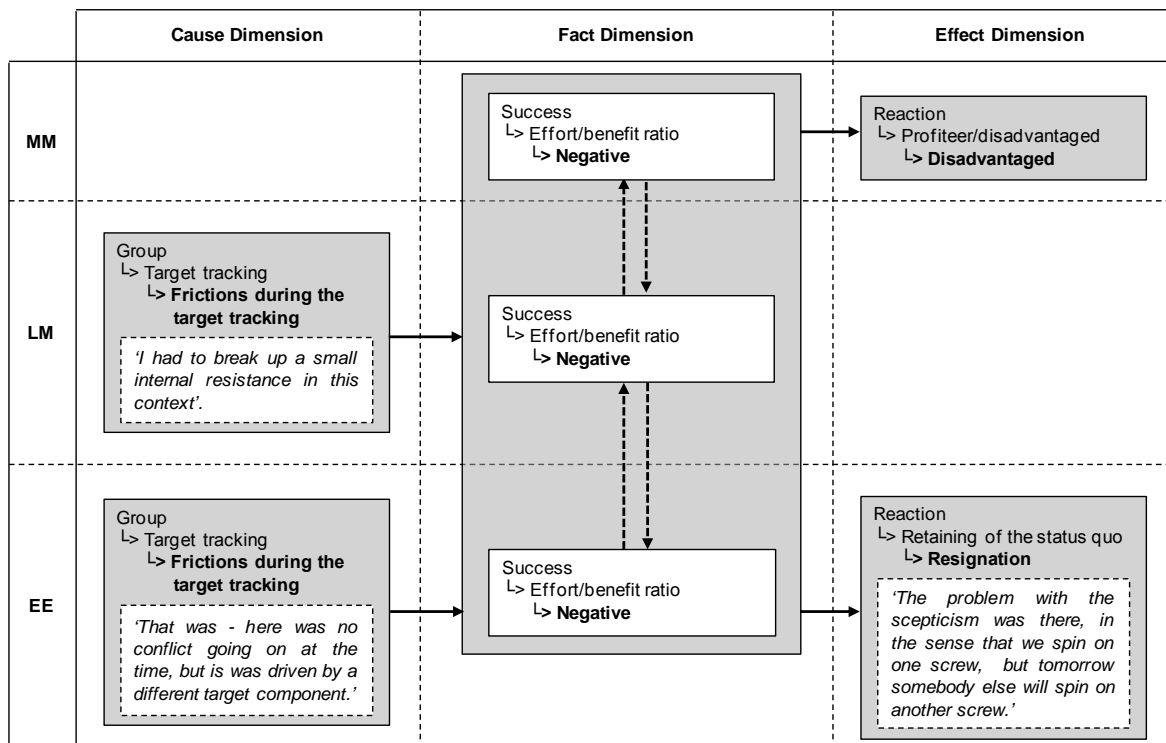 Cause Dimension
Fact Dimension
Effect Dimension
MM
Success
└> Effort/benefit ratio
└> Negative
Reaction
└> Profiteer/disadvantaged
└> Disadvantaged
LM
Group
└> Target tracking
└> Frictions during the
target tracking
‘I had to break up a small
internal resistance in this
context’.
Success
└> Effort/benefit ratio
└> Negative
EE
Group
└> Target tracking
└> Frictions during the
target tracking
‘That was - here was no
conflict going on at the
time, but is was driven by a
different target component.’
Success
└> Effort/benefit ratio
└> Negative
Reaction
└> Retaining of the status quo
└> Resignation
‘The problem with the
scepticism was there, in
the sense that we spin on
one screw, but tomorrow
somebody else will spin on
another screw.’